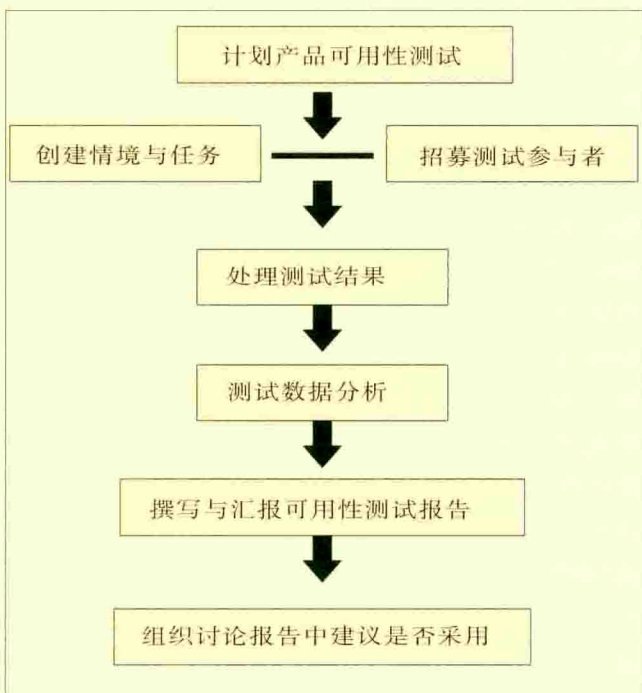 计划产品可用性测试
创建情境与任务
招募测试参与者
处理测试结果
测试数据分析
撰写与汇报可用性测试报告
组织讨论报告中建议是否采用